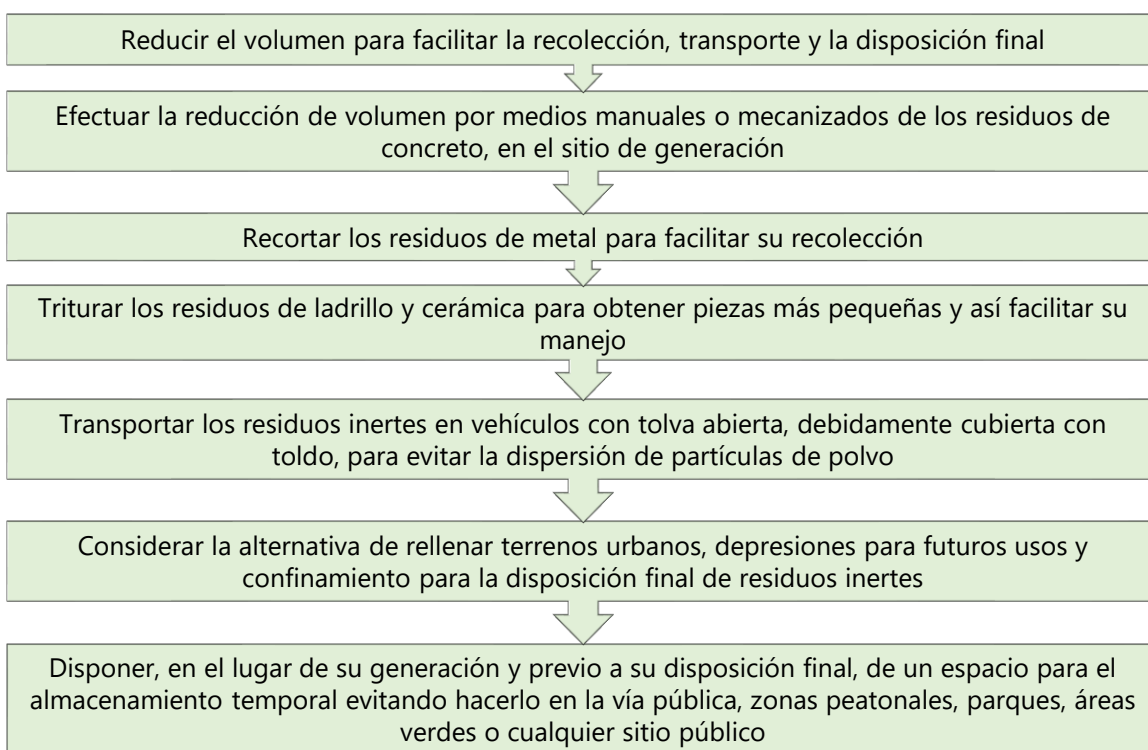 Reducir el volumen para facilitar la recolección, transporte y la disposición final
Efectuar la reducción de volumen por medios manuales o mecanizados de los residuos de
concreto, en el sitio de generación
Recortar los residuos de metal para facilitar su recolección
Triturar los residuos de ladrillo y cerámica para obtener piezas más pequeñas y así facilitar su
manejo
Transportar los residuos inertes en vehículos con tolva abierta, debidamente cubierta con
toldo, para evitar la dispersión de partículas de polvo
Considerar la alternativa de rellenar terrenos urbanos, depresiones para futuros usos y
confinamiento para la disposición final de residuos inertes
Disponer, en el lugar de su generación y previo a su disposición final, de un espacio para el
almacenamiento temporal evitando hacerlo en la vía pública, zonas peatonales, parques, áreas
verdes o cualquier sitio público